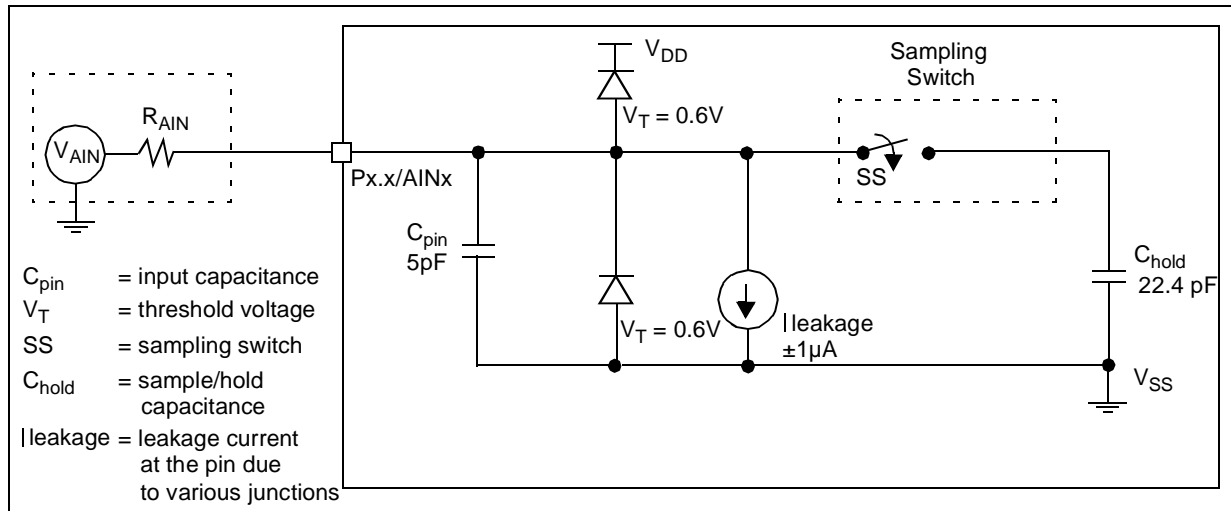 V_DD
Sampling
Switch
R_AIN
V_T = 0.6V
V_AIN
Px.x/AINx
SS
C_pin
5pF
C_hold
22.4 pF
V_T = 0.6V
I leakage
±1µA
V_SS
C_pin = input capacitance
V_T = threshold voltage
SS = sampling switch
C_hold = sample/hold
capacitance
I leakage = leakage current
at the pin due
to various junctions